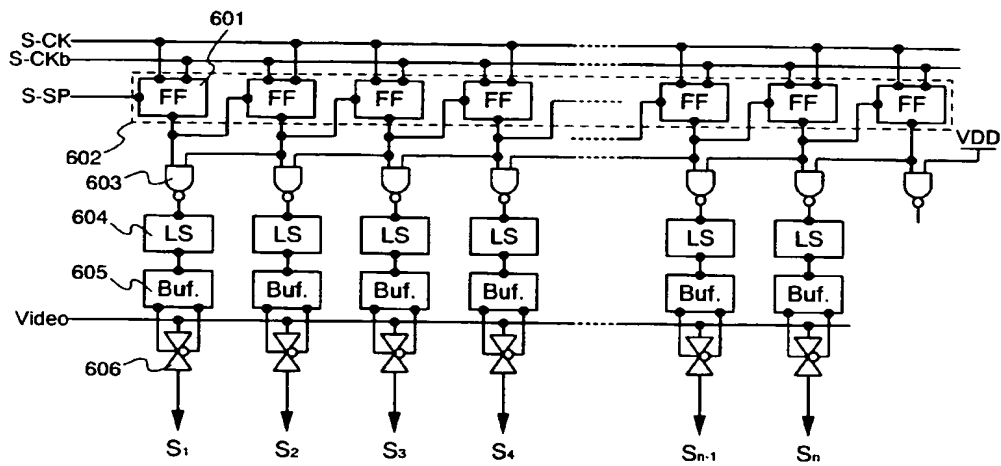 601
S-CK
S-CKb
S-SP
FF FF FF FF FF FF FF
602
VDD
603
604
LS LS LS LS LS LS
605
Buf. Buf. Buf. Buf. Buf. Buf.
Video
606
S1 S2 S3 S4 Sn-1 Sn